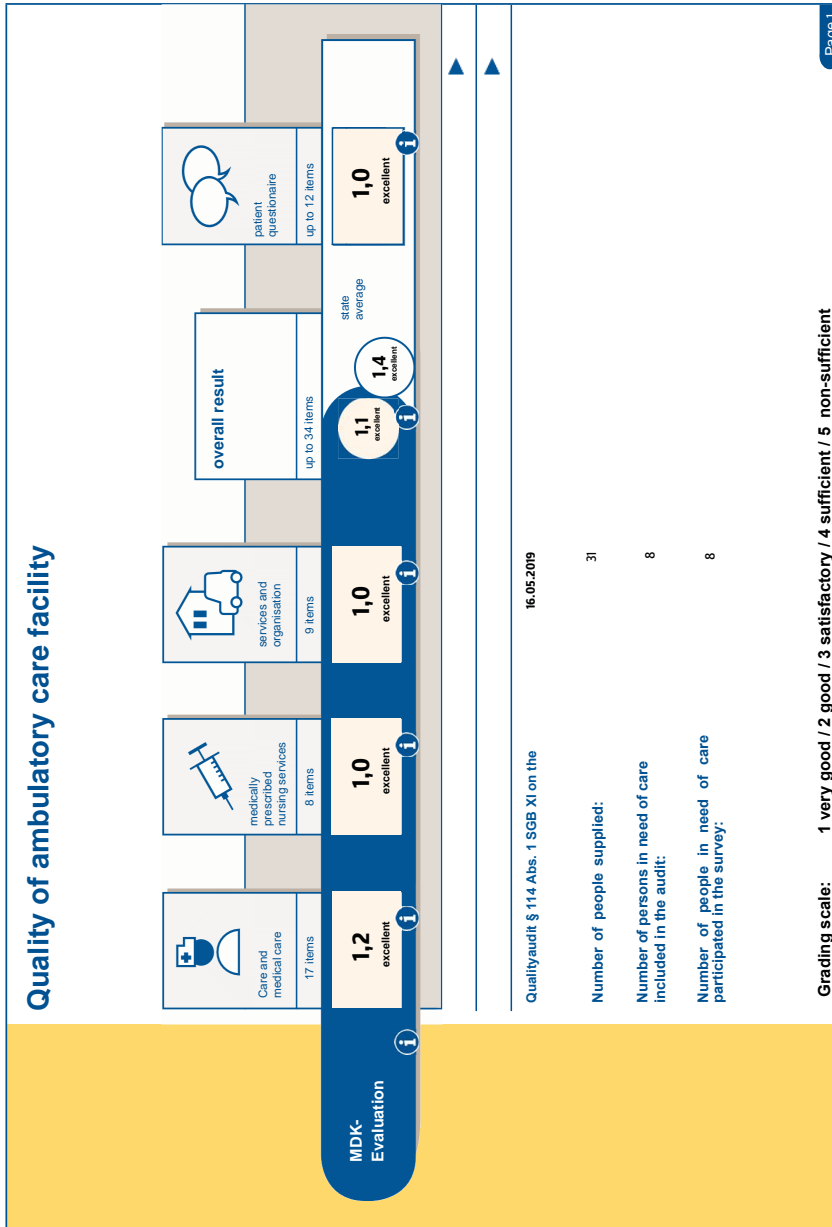 Quality of ambulatory care facility
Care and
medical care
17 items
medically
prescribed
nursing services
8 items
services and
organisation
9 items
overall result
up to 34 items
patient
questionaire
up to 12 items
MDK-
Evaluation
1,2
excellent
1,0
excellent
1,0
excellent
1,1
excellent
1,4
excellent
state
average
1,0
excellent
i
i
i
i
i
i
Qualityaudit § 114 Abs. 1 SGB XI on the 16.05.2019
Number of people supplied: 31
Number of persons in need of care
included in the audit: 8
Number of people in need of care
participated in the survey: 8
Grading scale: 1 very good / 2 good / 3 satisfactory / 4 sufficient / 5 non-sufficient
Page 1